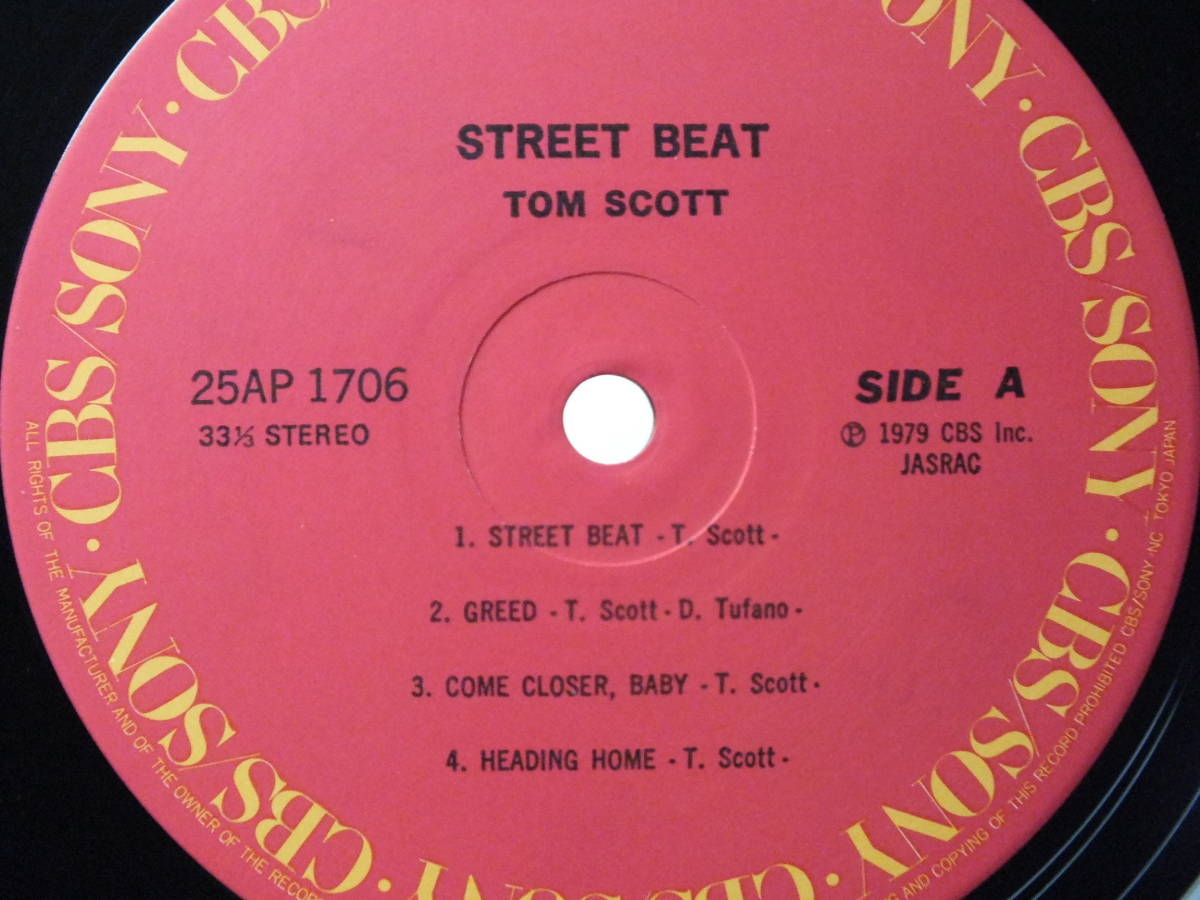 STREET BEAT
TOM SCOTT
25AP 1706
33⅓ STEREO
SIDE A
Ⓟ 1979 CBS Inc.
JASRAC
1. STREET BEAT - T. Scott -
2. GREED - T. Scott - D. Tufano -
3. COME CLOSER, BABY - T. Scott -
4. HEADING HOME - T. Scott -
CBS/SONY · CBS/SONY · CBS/SONY · CBS/SONY · CBS/SONY · CBS/SONY · CBS
ALL RIGHTS OF THE MANUFACTURER AND OF THE OWNER OF THE RECOR
AND COPYING OF THIS RECORD PROHIBITED CBS/SONY INC TOKYO JAPAN